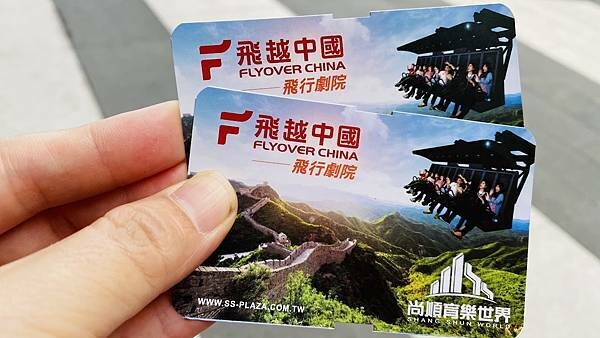 飛越中國
FLYOVER CHINA
飛行劇院
飛越中國
FLYOVER CHINA
飛行劇院
WWW.SS-PLAZA.COM.TW
尚順育樂世界
SHANG SHUN WORLD